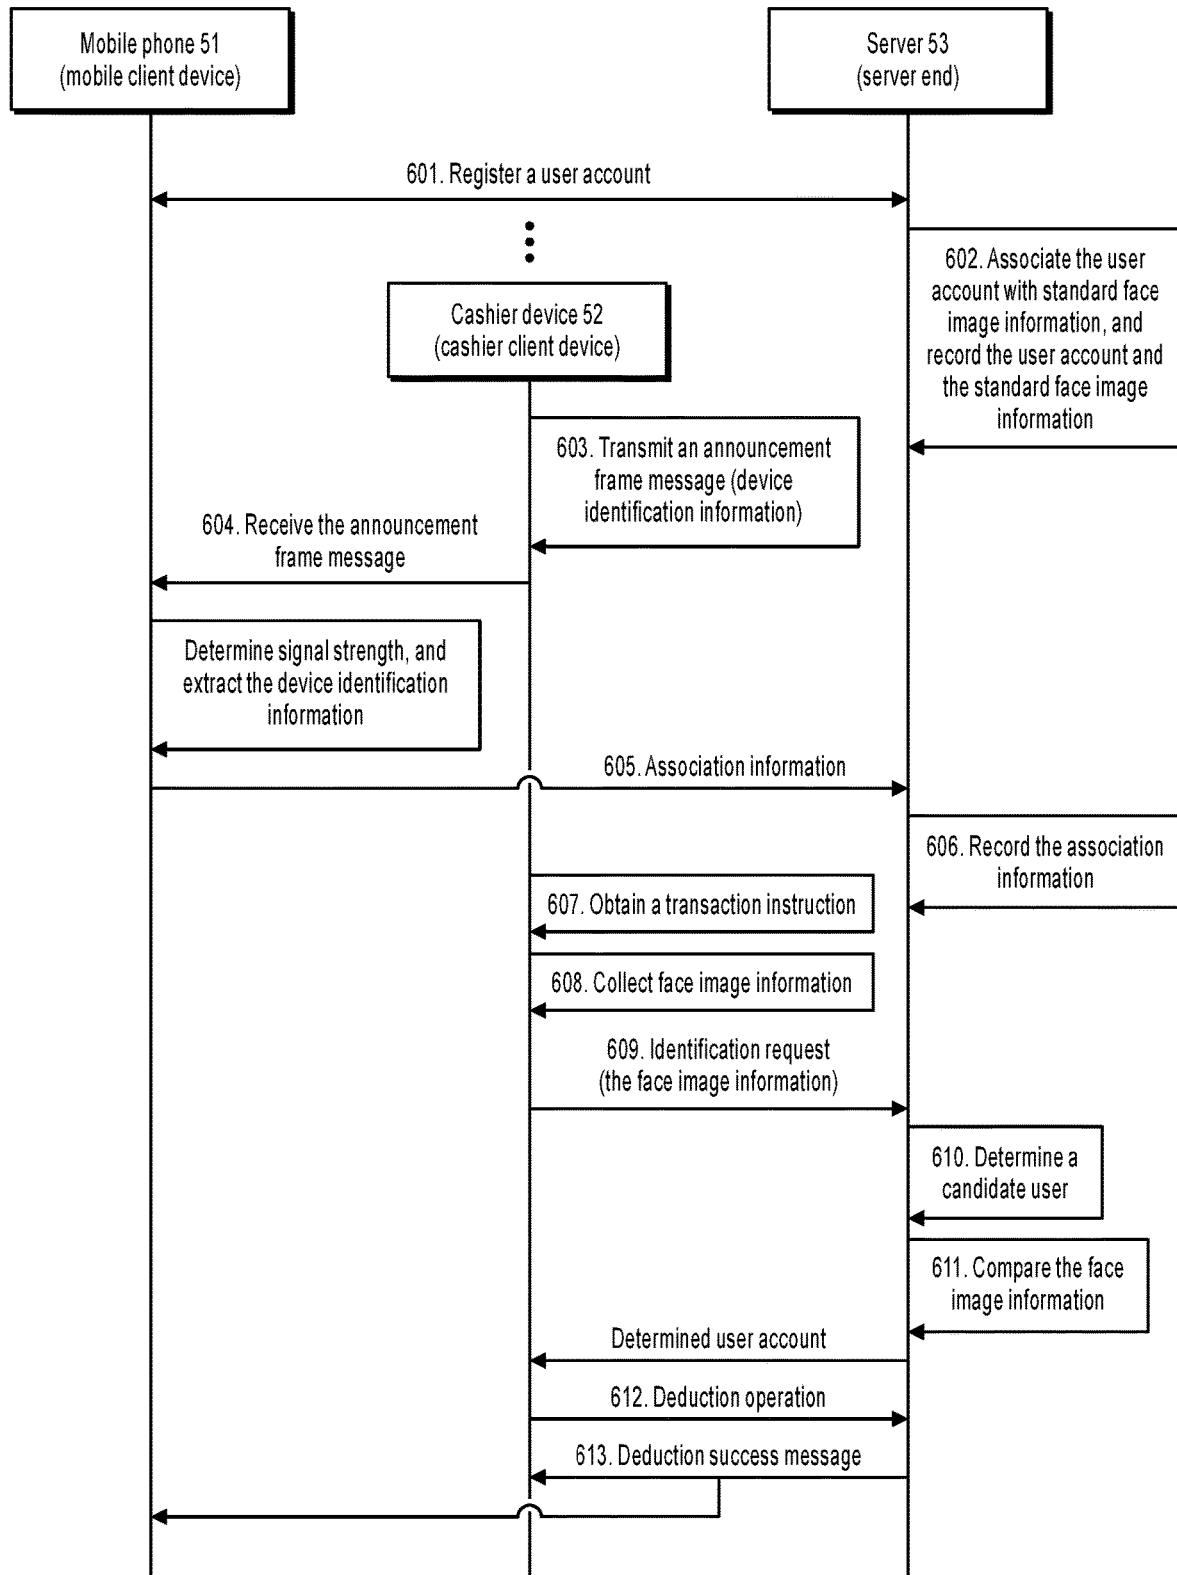 Mobile phone 51
(mobile client device)
Server 53
(server end)
601. Register a user account
602. Associate the user
account with standard face
image information, and
record the user account and
the standard face image
information
Cashier device 52
(cashier client device)
603. Transmit an announcement
frame message (device
identification information)
604. Receive the announcement
frame message
Determine signal strength, and
extract the device identification
information
605. Association information
606. Record the association
information
607. Obtain a transaction instruction
608. Collect face image information
609. Identification request
(the face image information)
610. Determine a
candidate user
611. Compare the face
image information
Determined user account
612. Deduction operation
613. Deduction success message